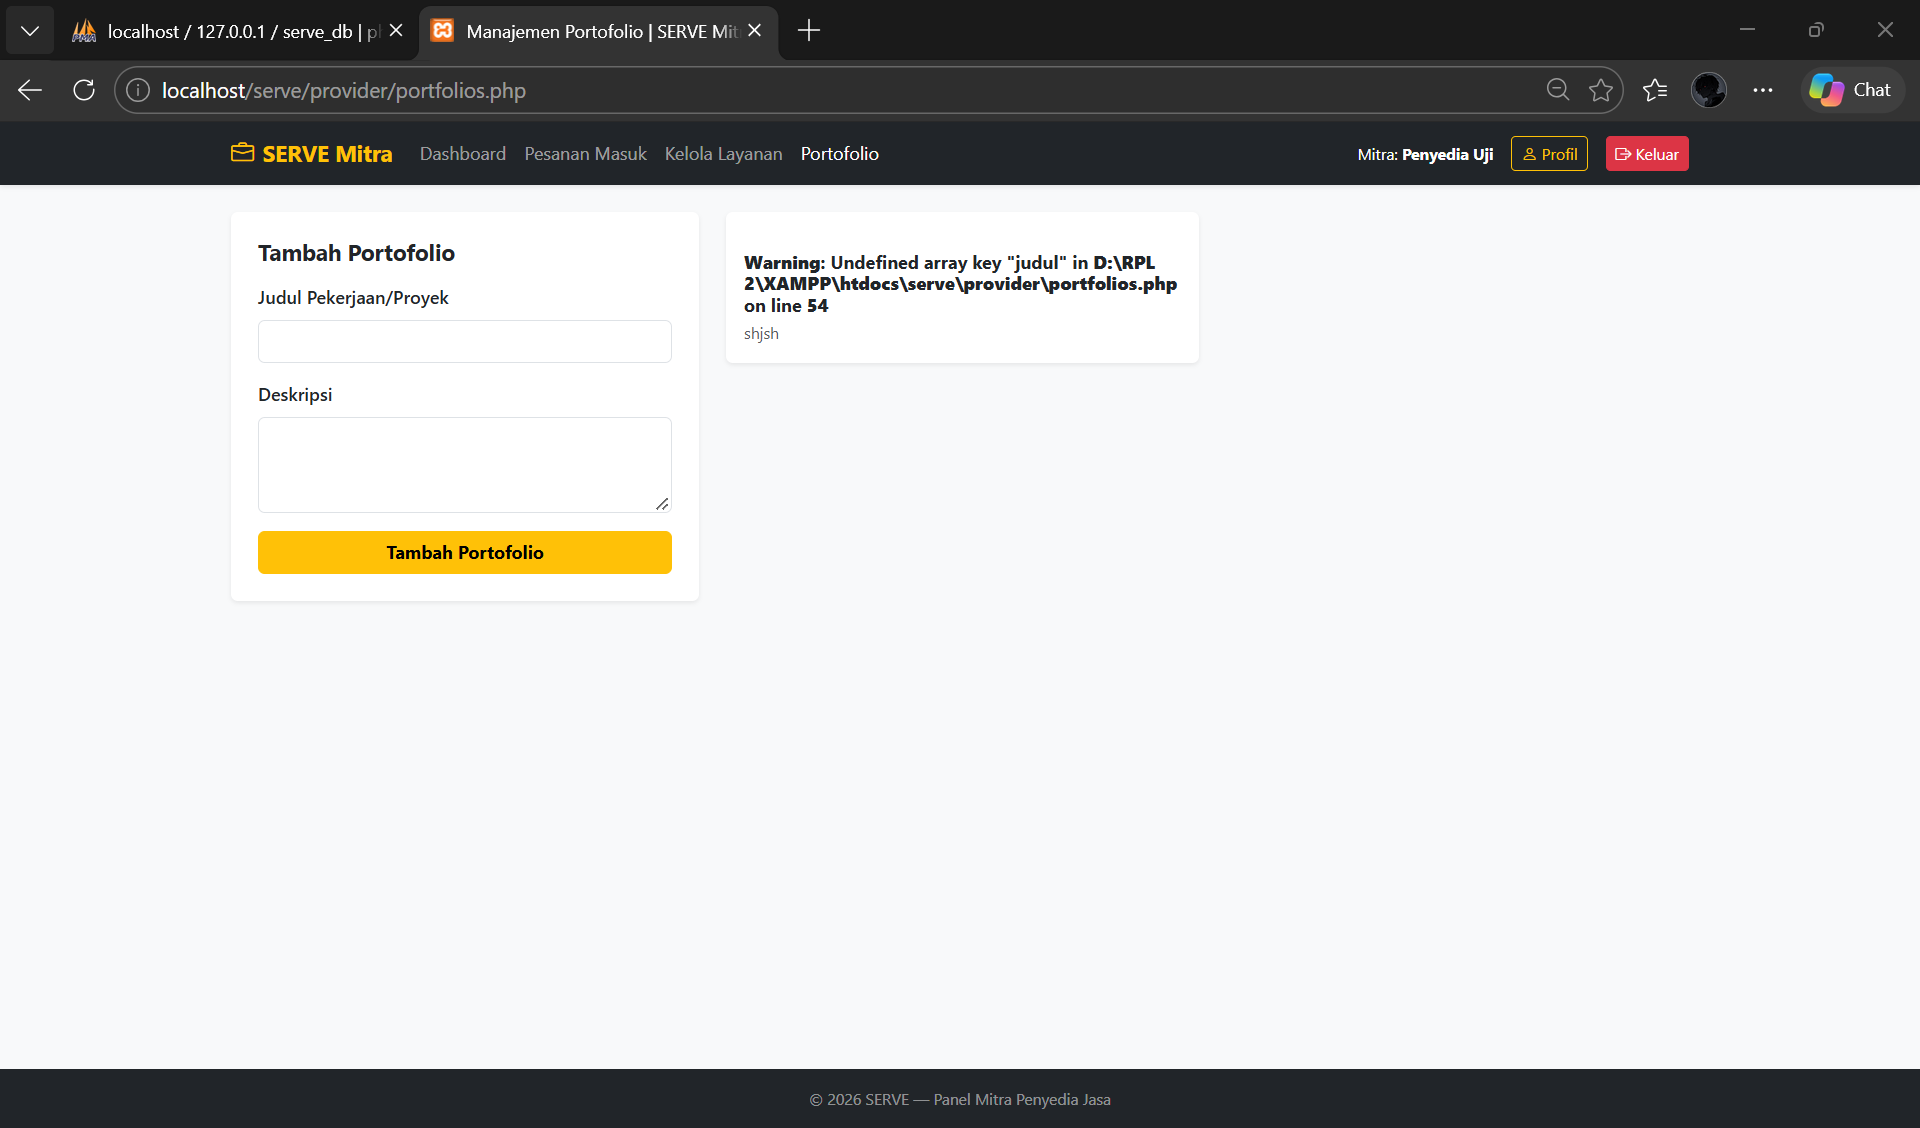 localhost / 127.0.0.1 / serve_db |
Manajemen Portofolio | SERVE Mit
localhost/serve/provider/portfolios.php
Chat
SERVE Mitra
Dashboard
Pesanan Masuk
Kelola Layanan
Portofolio
Mitra: Penyedia Uji
Profil
Keluar
Tambah Portofolio
Judul Pekerjaan/Proyek
Deskripsi
Tambah Portofolio
Warning: Undefined array key "judul" in D:\RPL
2\XAMPP\htdocs\serve\provider\portfolios.php
on line 54
shjsh
© 2026 SERVE — Panel Mitra Penyedia Jasa